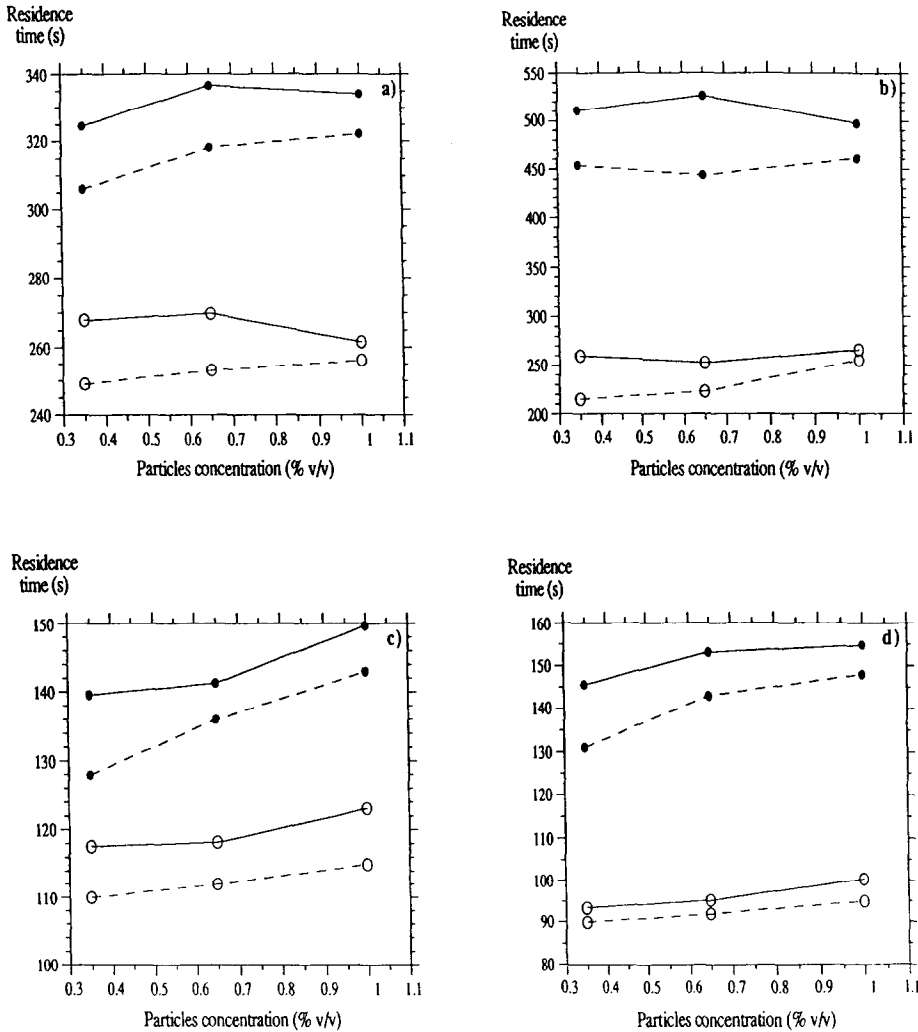 Residence
time (s)
340
320
300
280
260
240
a)
0.3 0.4 0.5 0.6 0.7 0.8 0.9 1 1.1
Particles concentration (% v/v)
Residence
time (s)
550
500
450
400
350
300
250
200
b)
0.3 0.4 0.5 0.6 0.7 0.8 0.9 1 1.1
Particles concentration (% v/v)
Residence
time (s)
150
140
130
120
110
100
c)
0.3 0.4 0.5 0.6 0.7 0.8 0.9 1 1.1
Particles concentration (% v/v)
Residence
time (s)
160
150
140
130
120
110
100
90
80
d)
0.3 0.4 0.5 0.6 0.7 0.8 0.9 1 1.1
Particles concentration (% v/v)